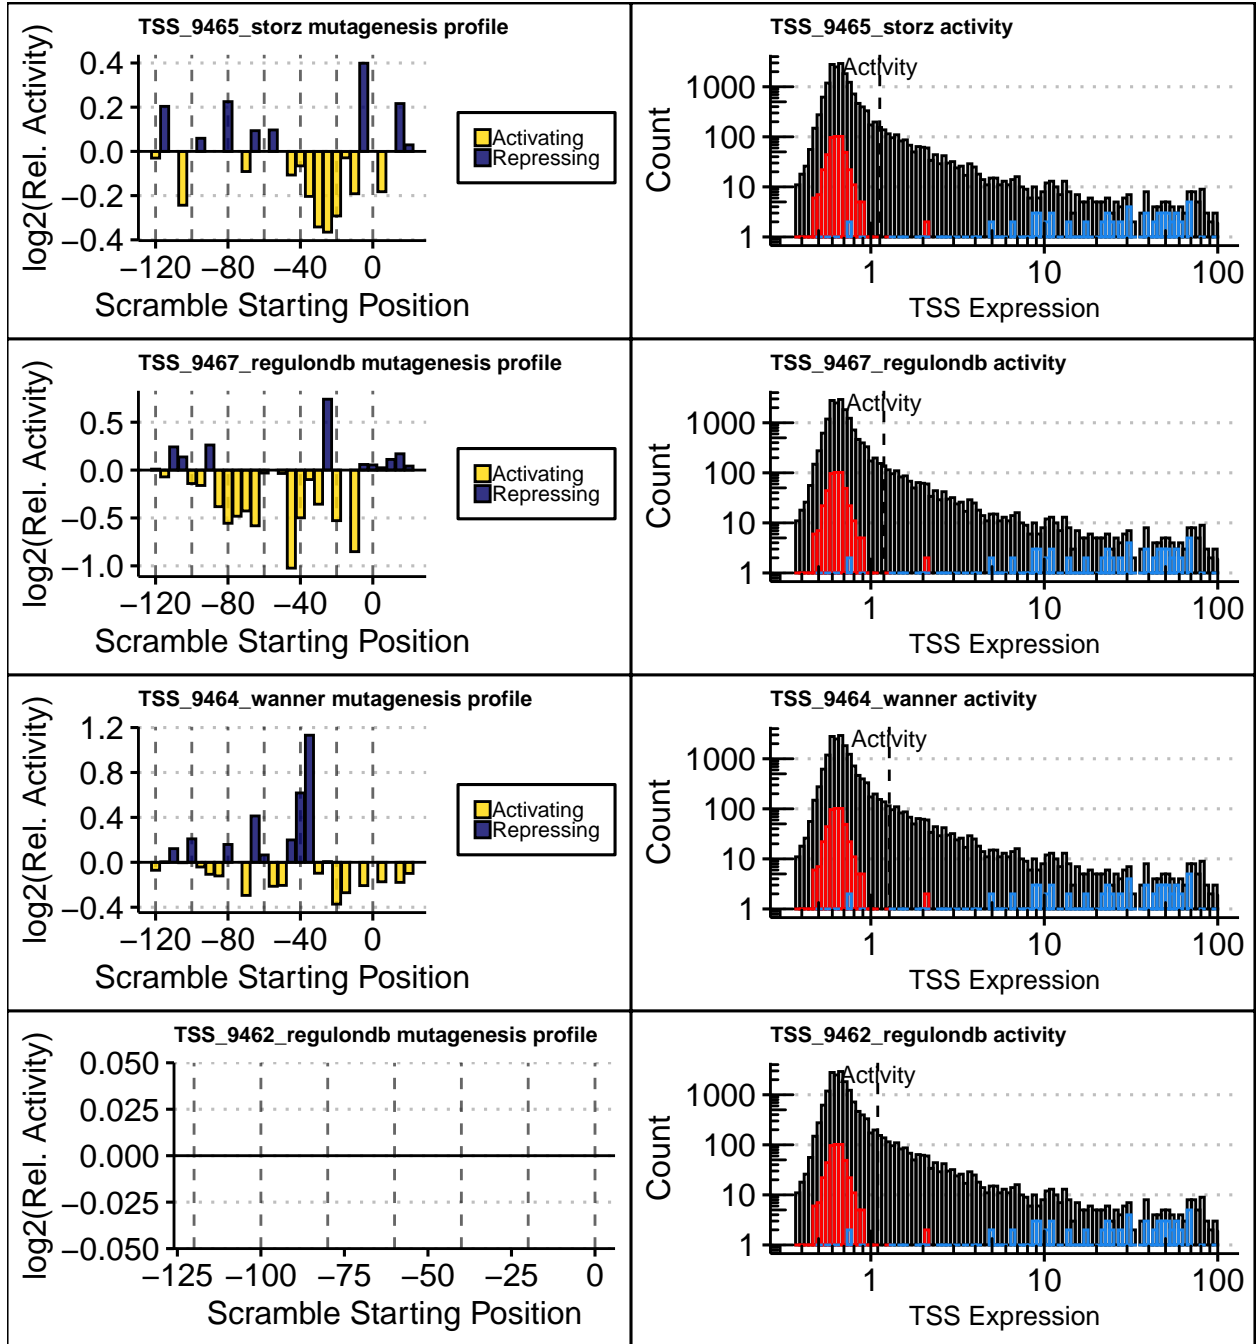 TSS_9465_storz mutagenesis profile
log2(Rel. Activity)
0.4
0.2
0.0
−0.2
−0.4
−120
−80
−40
0
Scramble Starting Position
Activating
Repressing
TSS_9465_storz activity
Count
1000
100
10
1
Activity
1
10
100
TSS Expression
TSS_9467_regulondb mutagenesis profile
log2(Rel. Activity)
0.5
0.0
−0.5
−1.0
−120
−80
−40
0
Scramble Starting Position
Activating
Repressing
TSS_9467_regulondb activity
Count
1000
100
10
1
Activity
1
10
100
TSS Expression
TSS_9464_wanner mutagenesis profile
log2(Rel. Activity)
1.2
0.8
0.4
0.0
−0.4
−120
−80
−40
0
Scramble Starting Position
Activating
Repressing
TSS_9464_wanner activity
Count
1000
100
10
1
Activity
1
10
100
TSS Expression
TSS_9462_regulondb mutagenesis profile
log2(Rel. Activity)
0.050
0.025
0.000
−0.025
−0.050
−125
−100
−75
−50
−25
0
Scramble Starting Position
TSS_9462_regulondb activity
Count
1000
100
10
1
Activity
1
10
100
TSS Expression